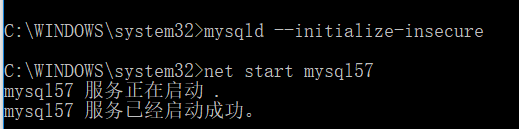 C:\WINDOWS\system32>mysqld --initialize-insecure
C:\WINDOWS\system32>net start mysql57
mysql57 服务正在启动 .
mysql57 服务已经启动成功。